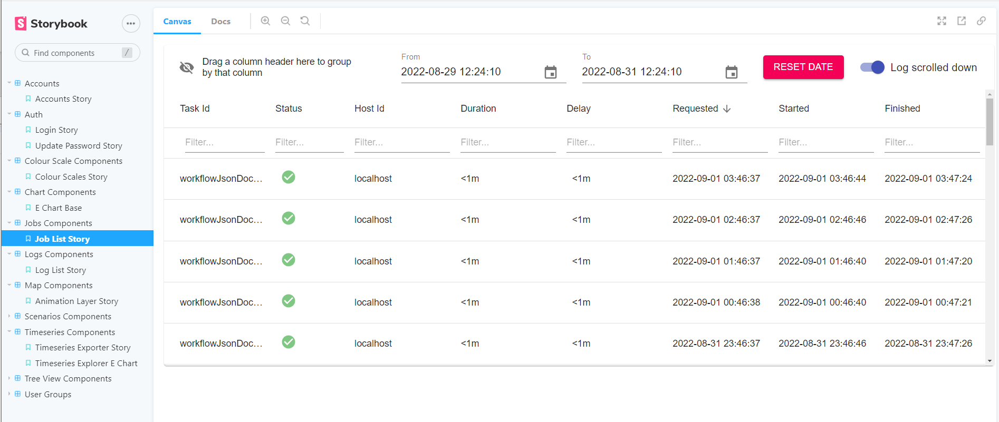 Storybook
Find components
/
Accounts
Accounts Story
Auth
Login Story
Update Password Story
Colour Scale Components
Colour Scales Story
Chart Components
E Chart Base
Jobs Components
Job List Story
Logs Components
Log List Story
Map Components
Animation Layer Story
Scenarios Components
Timeseries Components
Timeseries Exporter Story
Timeseries Explorer E Chart
Tree View Components
User Groups
Canvas Docs
Drag a column header here to group
by that column
From
2022-08-29 12:24:10
To
2022-08-31 12:24:10
RESET DATE
Log scrolled down
Task Id Status Host Id Duration Delay Requested Started Finished
Filter... Filter... Filter... Filter... Filter... Filter... Filter... Filter...
workflowJsonDoc... localhost <1m <1m 2022-09-01 03:46:37 2022-09-01 03:46:44 2022-09-01 03:47:24
workflowJsonDoc... localhost <1m <1m 2022-09-01 02:46:37 2022-09-01 02:46:46 2022-09-01 02:47:26
workflowJsonDoc... localhost <1m <1m 2022-09-01 01:46:37 2022-09-01 01:46:40 2022-09-01 01:47:20
workflowJsonDoc... localhost <1m <1m 2022-09-01 00:46:38 2022-09-01 00:46:40 2022-09-01 00:47:21
workflowJsonDoc... localhost <1m <1m 2022-08-31 23:46:37 2022-08-31 23:46:46 2022-08-31 23:47:26